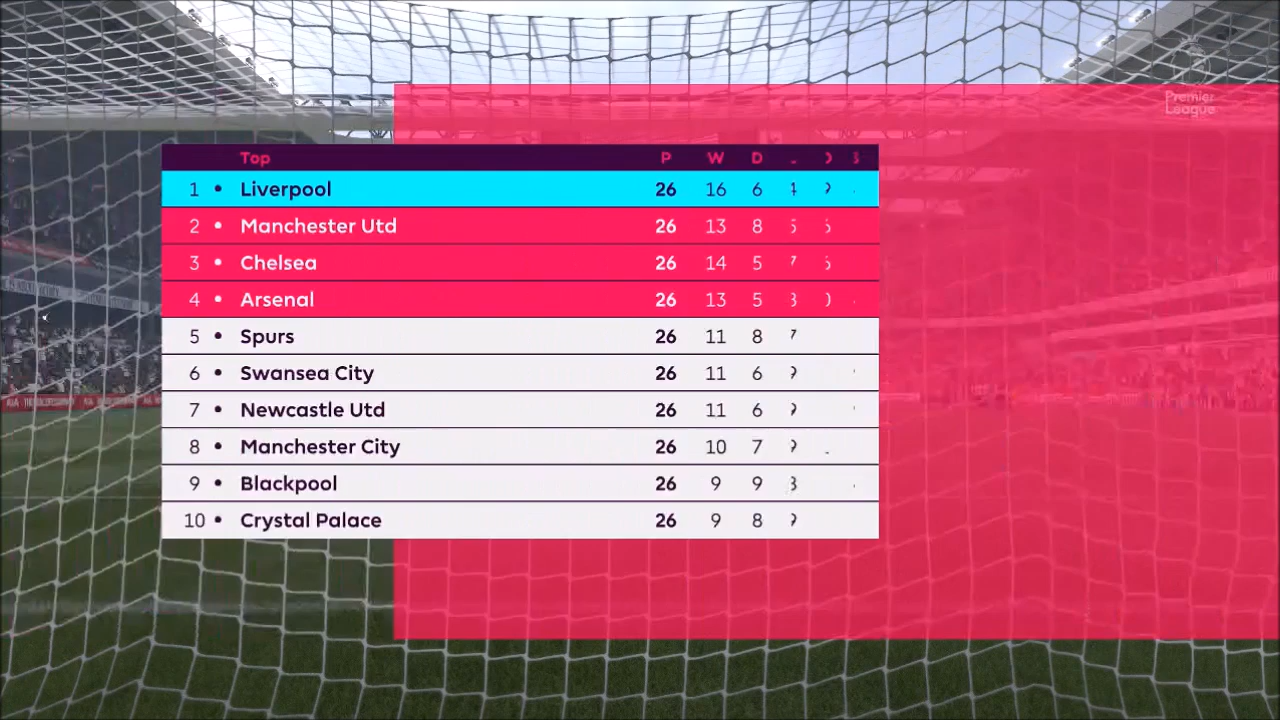 Premier
League
Top P W D
1 • Liverpool 26 16 6
2 • Manchester Utd 26 13 8
3 • Chelsea 26 14 5
4 • Arsenal 26 13 5
5 • Spurs 26 11 8
6 • Swansea City 26 11 6
7 • Newcastle Utd 26 11 6
8 • Manchester City 26 10 7
9 • Blackpool 26 9 9
10 • Crystal Palace 26 9 8